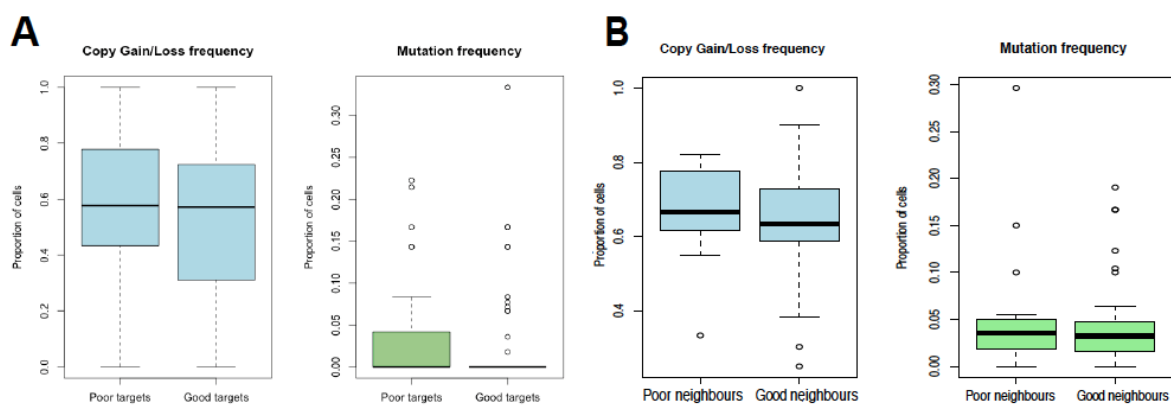 A
Copy Gain/Loss frequency
Proportion of cells
1.0
0.8
0.6
0.4
0.2
0.0
Poor targets Good targets
Mutation frequency
Proportion of cells
0.30
0.25
0.20
0.15
0.10
0.05
0.00
Poor targets Good targets
B
Copy Gain/Loss frequency
Proportion of cells
1.0
0.8
0.6
0.4
Poor neighbours Good neighbours
Mutation frequency
Proportion of cells
0.30
0.25
0.20
0.15
0.10
0.05
0.00
Poor neighbours Good neighbours